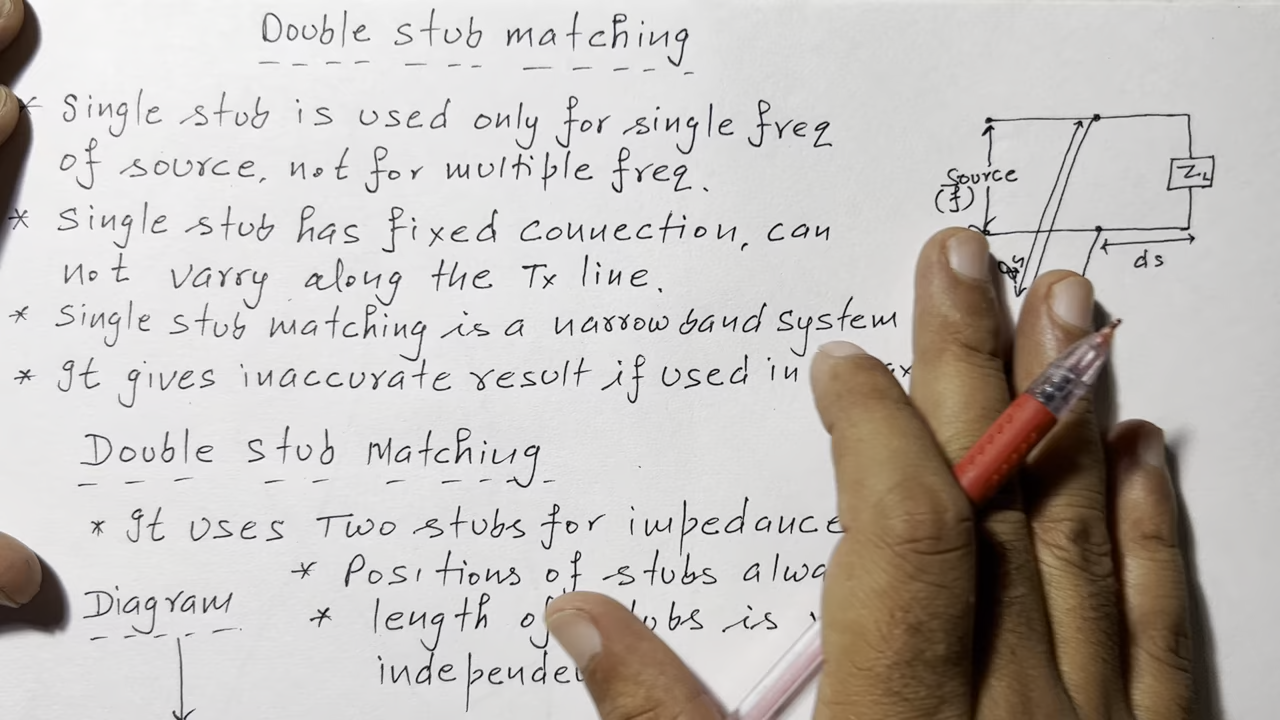 Double stub matching
* Single stub is used only for single freq
of source, not for multiple freq.
* Single stub has fixed connection, can
not varry along the Tx line.
* Single stub matching is a narrow band system
* It gives inaccurate result if used in
Double stub Matching
* It uses Two stubs for impedance
* Positions of stubs
* length is
Diagram
Source
(f)
ZL
ds